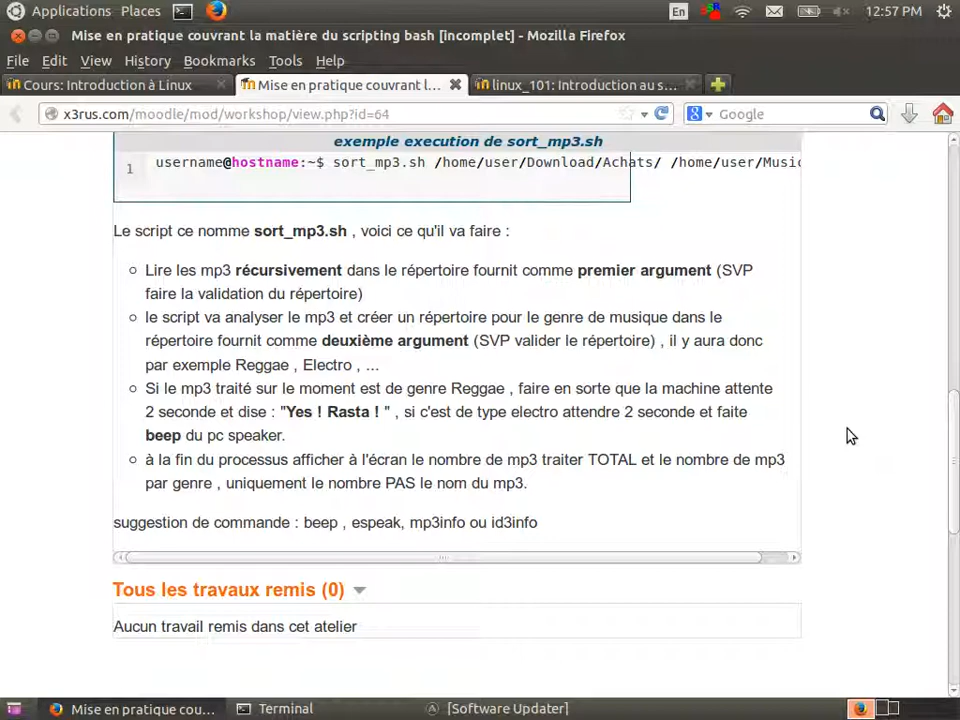 Applications Places En 12:57 PM
Mise en pratique couvrant la matière du scripting bash [incomplet] - Mozilla Firefox
File Edit View History Bookmarks Tools Help
Cours: Introduction à Linux Mise en pratique couvrant l... linux_101: Introduction au s...
x3rus.com/moodle/mod/workshop/view.php?id=64 Google
exemple execution de sort_mp3.sh
1 username@hostname:~$ sort_mp3.sh /home/user/Download/Achats/ /home/user/Music
Le script ce nomme sort_mp3.sh , voici ce qu'il va faire :
Lire les mp3 récursivement dans le répertoire fournit comme premier argument (SVP
faire la validation du répertoire)
le script va analyser le mp3 et créer un répertoire pour le genre de musique dans le
répertoire fournit comme deuxième argument (SVP valider le répertoire) , il y aura donc
par exemple Reggae , Electro , ...
Si le mp3 traité sur le moment est de genre Reggae , faire en sorte que la machine attente
2 seconde et dise : "Yes ! Rasta ! " , si c'est de type electro attendre 2 seconde et faite
beep du pc speaker.
à la fin du processus afficher à l'écran le nombre de mp3 traiter TOTAL et le nombre de mp3
par genre , uniquement le nombre PAS le nom du mp3.
suggestion de commande : beep , espeak, mp3info ou id3info
Tous les travaux remis (0)
Aucun travail remis dans cet atelier
Mise en pratique cou... Terminal [Software Updater]